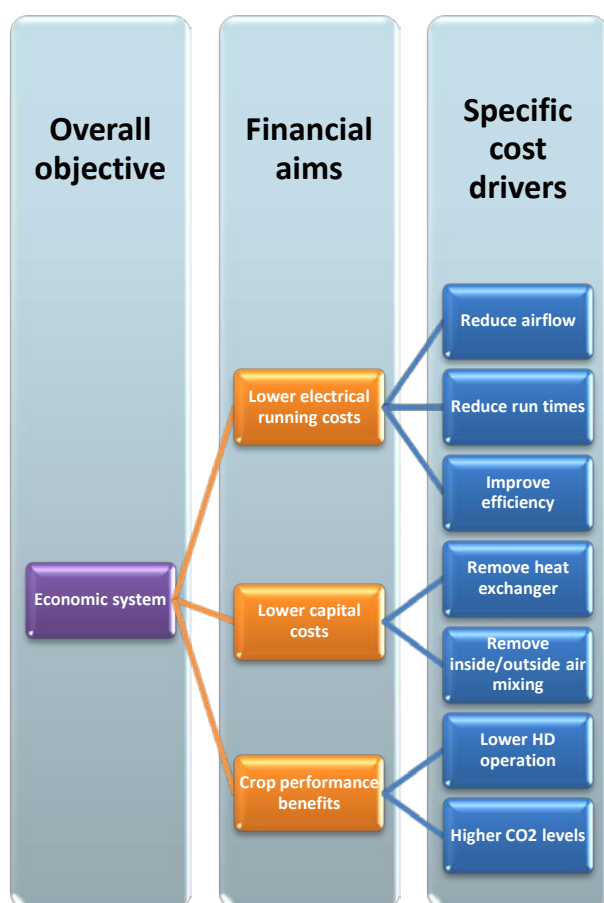 Overall
objective
Financial
aims
Specific
cost
drivers
Economic system
Lower electrical
running costs
Lower capital
costs
Crop performance
benefits
Reduce airflow
Reduce run times
Improve
efficiency
Remove heat
exchanger
Remove
inside/outside air
mixing
Lower HD
operation
Higher CO2 levels